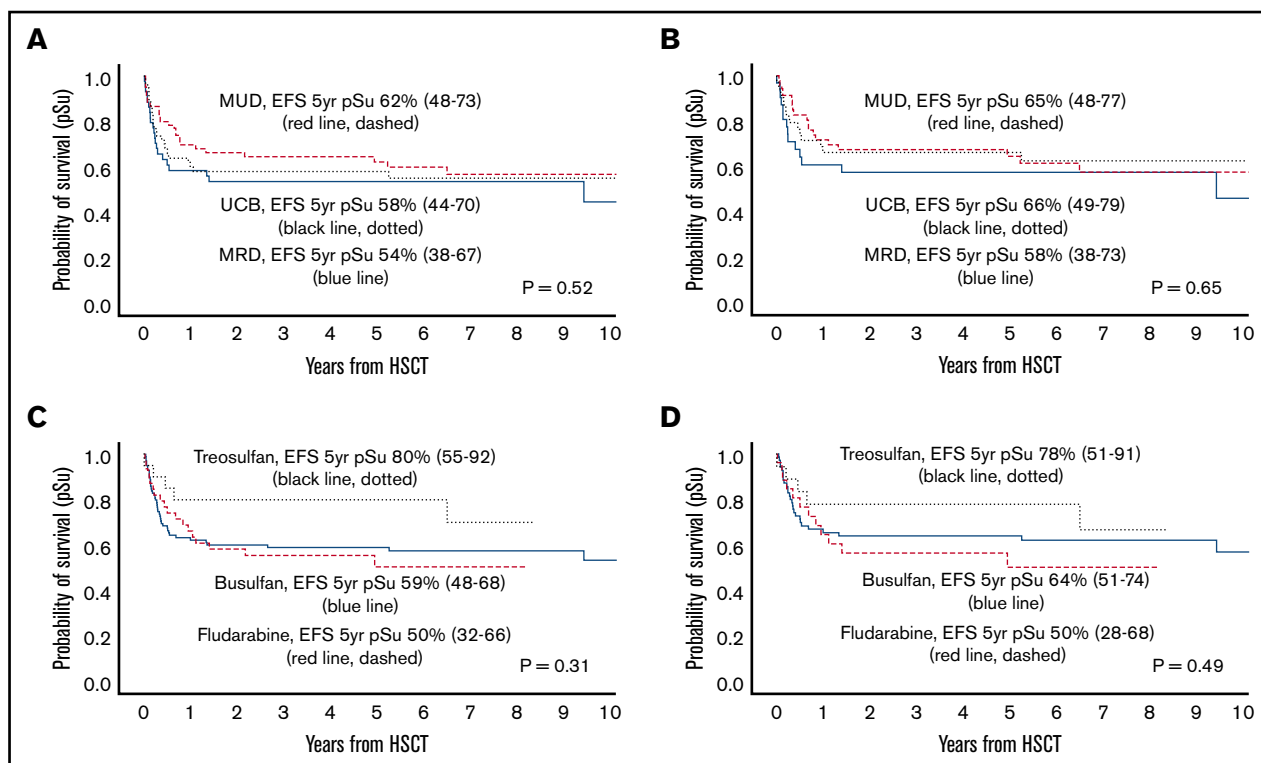 A
Probability of survival (pSu)
1.0
0.8
0.6
0.4
0.2
0.0
MUD, EFS 5yr pSu 62% (48-73)
(red line, dashed)
UCB, EFS 5yr pSu 58% (44-70)
(black line, dotted)
MRD, EFS 5yr pSu 54% (38-67)
(blue line)
P = 0.52
0 1 2 3 4 5 6 7 8 9 10
Years from HSCT
B
Probability of survival (pSu)
1.0
0.8
0.6
0.4
0.2
0.0
MUD, EFS 5yr pSu 65% (48-77)
(red line, dashed)
UCB, EFS 5yr pSu 66% (49-79)
(black line, dotted)
MRD, EFS 5yr pSu 58% (38-73)
(blue line)
P = 0.65
0 1 2 3 4 5 6 7 8 9 10
Years from HSCT
C
Probability of survival (pSu)
1.0
0.8
0.6
0.4
0.2
0.0
Treosulfan, EFS 5yr pSu 80% (55-92)
(black line, dotted)
Busulfan, EFS 5yr pSu 59% (48-68)
(blue line)
Fludarabine, EFS 5yr pSu 50% (32-66)
(red line, dashed)
P = 0.31
0 1 2 3 4 5 6 7 8 9 10
Years from HSCT
D
Probability of survival (pSu)
1.0
0.8
0.6
0.4
0.2
0.0
Treosulfan, EFS 5yr pSu 78% (51-91)
(black line, dotted)
Busulfan, EFS 5yr pSu 64% (51-74)
(blue line)
Fludarabine, EFS 5yr pSu 50% (28-68)
(red line, dashed)
P = 0.49
0 1 2 3 4 5 6 7 8 9 10
Years from HSCT